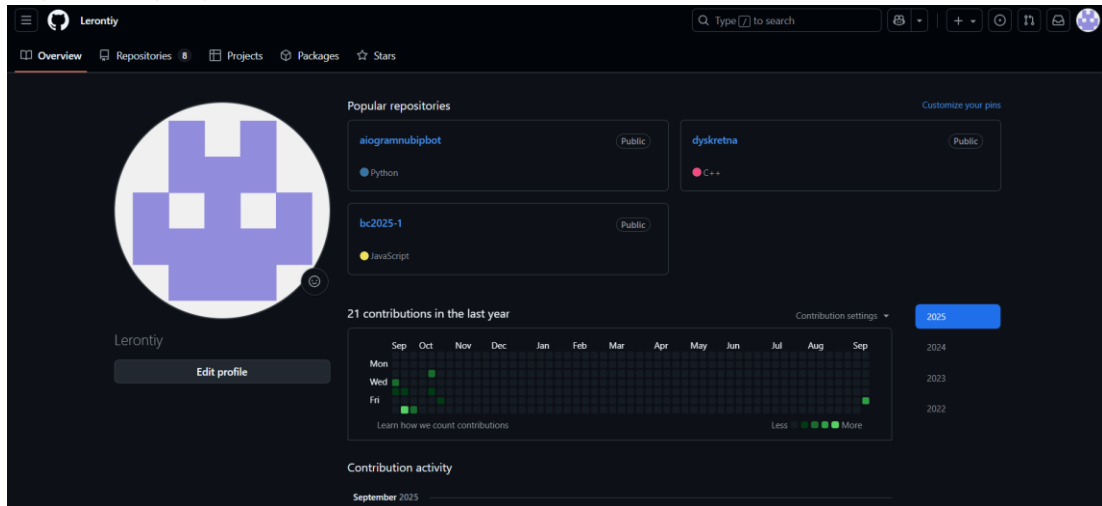 Lerontiy
Type / to search
Overview
Repositories 8
Projects
Packages
Stars
Popular repositories
Customize your pins
aiogramnubipbot
Public
Python
dyskretna
Public
C++
bc2025-1
Public
JavaScript
Lerontiy
Edit profile
21 contributions in the last year
Contribution settings
2025
2024
2023
2022
Sep Oct Nov Dec Jan Feb Mar Apr May Jun Jul Aug Sep
Mon
Wed
Fri
Learn how we count contributions
Less More
Contribution activity
September 2025